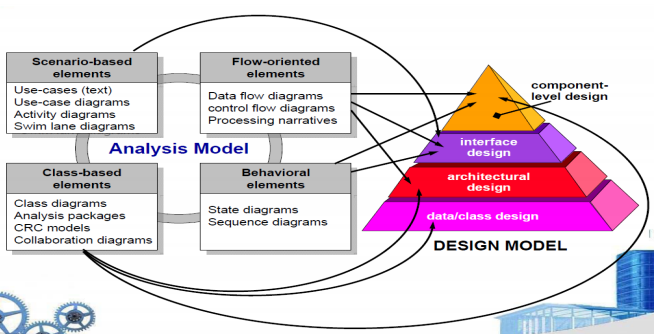 Scenario-based
elements
Use-cases (text)
Use-case diagrams
Activity diagrams
Swim lane diagrams
Flow-oriented
elements
Data flow diagrams
control flow diagrams
Processing narratives
Analysis Model
Class-based
elements
Class diagrams
Analysis packages
CRC models
Collaboration diagrams
Behavioral
elements
State diagrams
Sequence diagrams
component-
level design
interface
design
architectural
design
data/class design
DESIGN MODEL